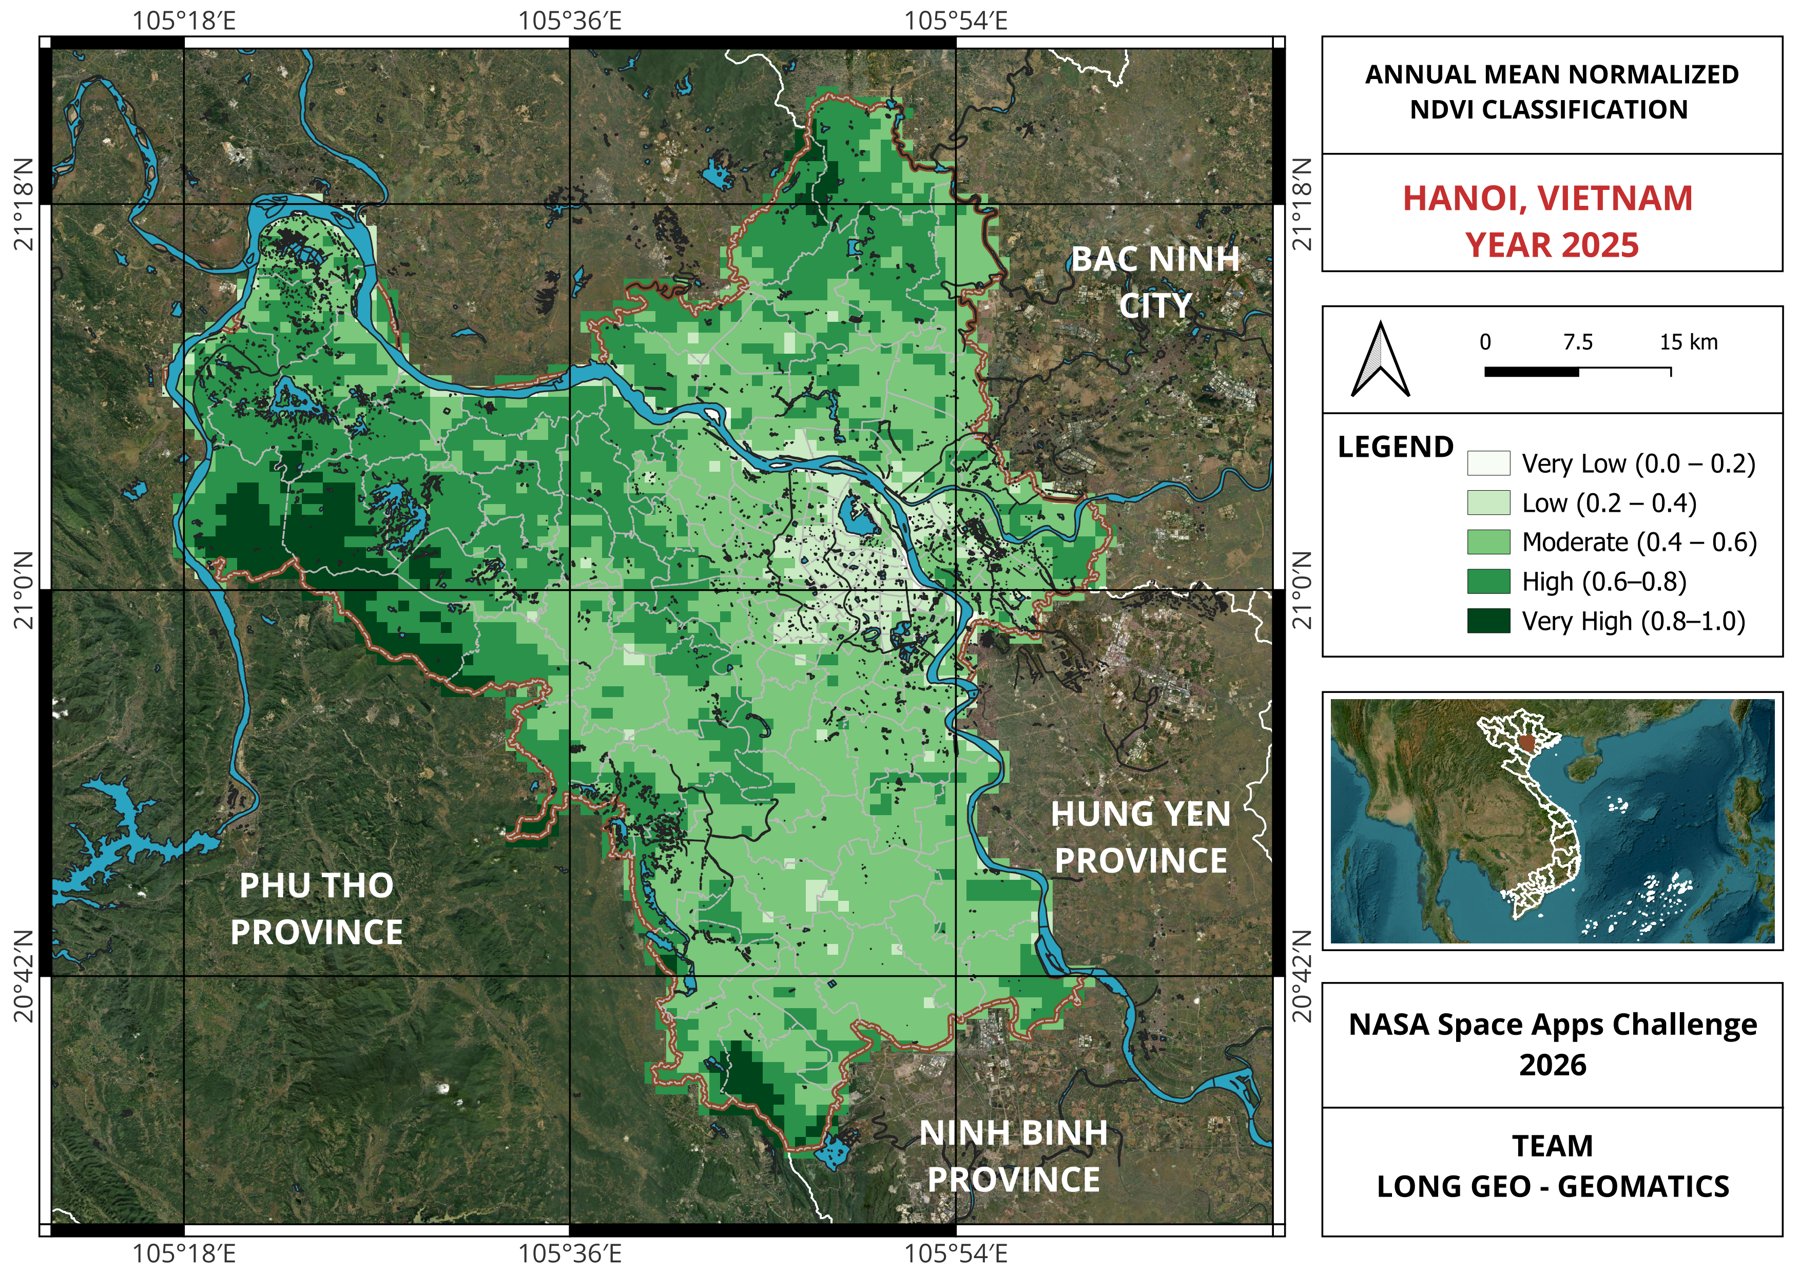 105°18′E
105°36′E
105°54′E
21°18′N
21°0′N
20°42′N
21°18′N
21°0′N
20°42′N
105°18′E
105°36′E
105°54′E
BAC NINH
CITY
HUNG YEN
PROVINCE
PHU THO
PROVINCE
NINH BINH
PROVINCE
ANNUAL MEAN NORMALIZED
NDVI CLASSIFICATION
HANOI, VIETNAM
YEAR 2025
0 7.5 15 km
LEGEND
Very Low (0.0 – 0.2)
Low (0.2 – 0.4)
Moderate (0.4 – 0.6)
High (0.6–0.8)
Very High (0.8–1.0)
NASA Space Apps Challenge
2026
TEAM
LONG GEO - GEOMATICS